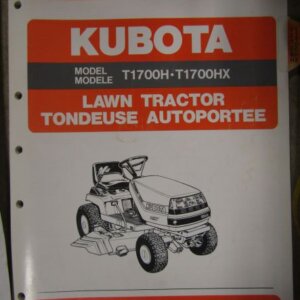 KUBOTA
MODEL
MODELE T1700H·T1700HX
LAWN TRACTOR
TONDEUSE AUTOPORTEE